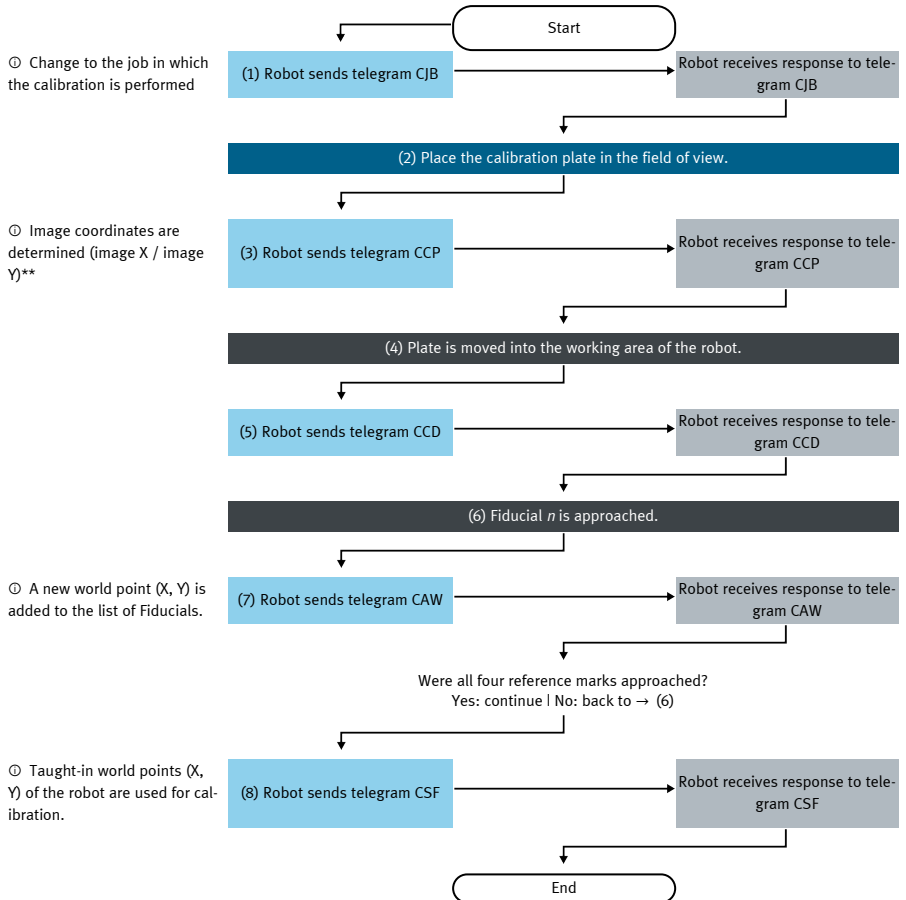 Start
ⓘ Change to the job in which
the calibration is performed
(1) Robot sends telegram CJB
Robot receives response to tele-
gram CJB
(2) Place the calibration plate in the field of view.
ⓘ Image coordinates are
determined (image X / image
Y)**
(3) Robot sends telegram CCP
Robot receives response to tele-
gram CCP
(4) Plate is moved into the working area of the robot.
(5) Robot sends telegram CCD
Robot receives response to tele-
gram CCD
(6) Fiducial n is approached.
ⓘ A new world point (X, Y) is
added to the list of Fiducials.
(7) Robot sends telegram CAW
Robot receives response to tele-
gram CAW
Were all four reference marks approached?
Yes: continue | No: back to → (6)
ⓘ Taught-in world points (X,
Y) of the robot are used for cal-
ibration.
(8) Robot sends telegram CSF
Robot receives response to tele-
gram CSF
End